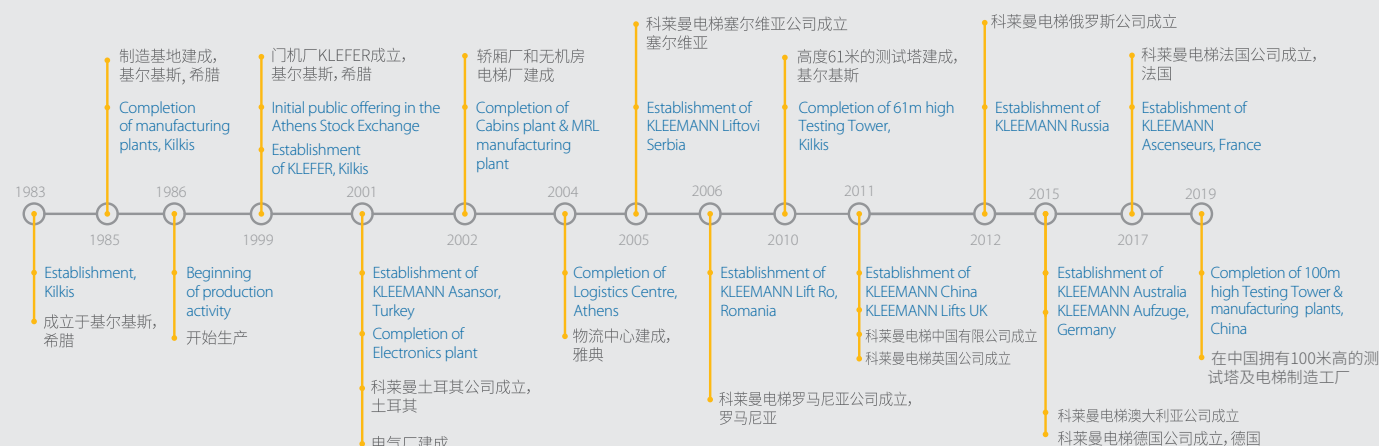 1983
Establishment,
Kilkis
成立于基尔基斯,
希腊
制造基地建成,
基尔基斯, 希腊
Completion
of manufacturing
plants, Kilkis
1985
1986
Beginning
of production
activity
开始生产
门机厂KLEFER成立,
基尔基斯, 希腊
Initial public offering in the
Athens Stock Exchange
Establishment
of KLEFER, Kilkis
1999
2001
Establishment of
KLEEMANN Asansor,
Turkey
Completion of
Electronics plant
科莱曼土耳其公司成立,
土耳其
电气厂建成
轿厢厂和无机房
电梯厂建成
Completion of
Cabins plant & MRL
manufacturing
plant
2002
2004
Completion of
Logistics Centre,
Athens
物流中心建成,
雅典
科莱曼电梯塞尔维亚公司成立
塞尔维亚
Establishment of
KLEEMANN Liftovi
Serbia
2005
2006
Establishment of
KLEEMANN Lift Ro,
Romania
科莱曼电梯罗马尼亚公司成立,
罗马尼亚
高度61米的测试塔建成,
基尔基斯
Completion of 61m high
Testing Tower,
Kilkis
2010
2011
Establishment of
KLEEMANN China
KLEEMANN Lifts UK
科莱曼电梯中国有限公司成立
科莱曼电梯英国公司成立
科莱曼电梯俄罗斯公司成立
Establishment of
KLEEMANN Russia
2012
2015
Establishment of
KLEEMANN Australia
KLEEMANN Aufzuge,
Germany
科莱曼电梯澳大利亚公司成立
科莱曼电梯德国公司成立, 德国
科莱曼电梯法国公司成立,
法国
Establishment of
KLEEMANN
Ascenseurs, France
2017
2019
Completion of 100m
high Testing Tower &
manufacturing plants,
China
在中国拥有100米高的测
试塔及电梯制造工厂